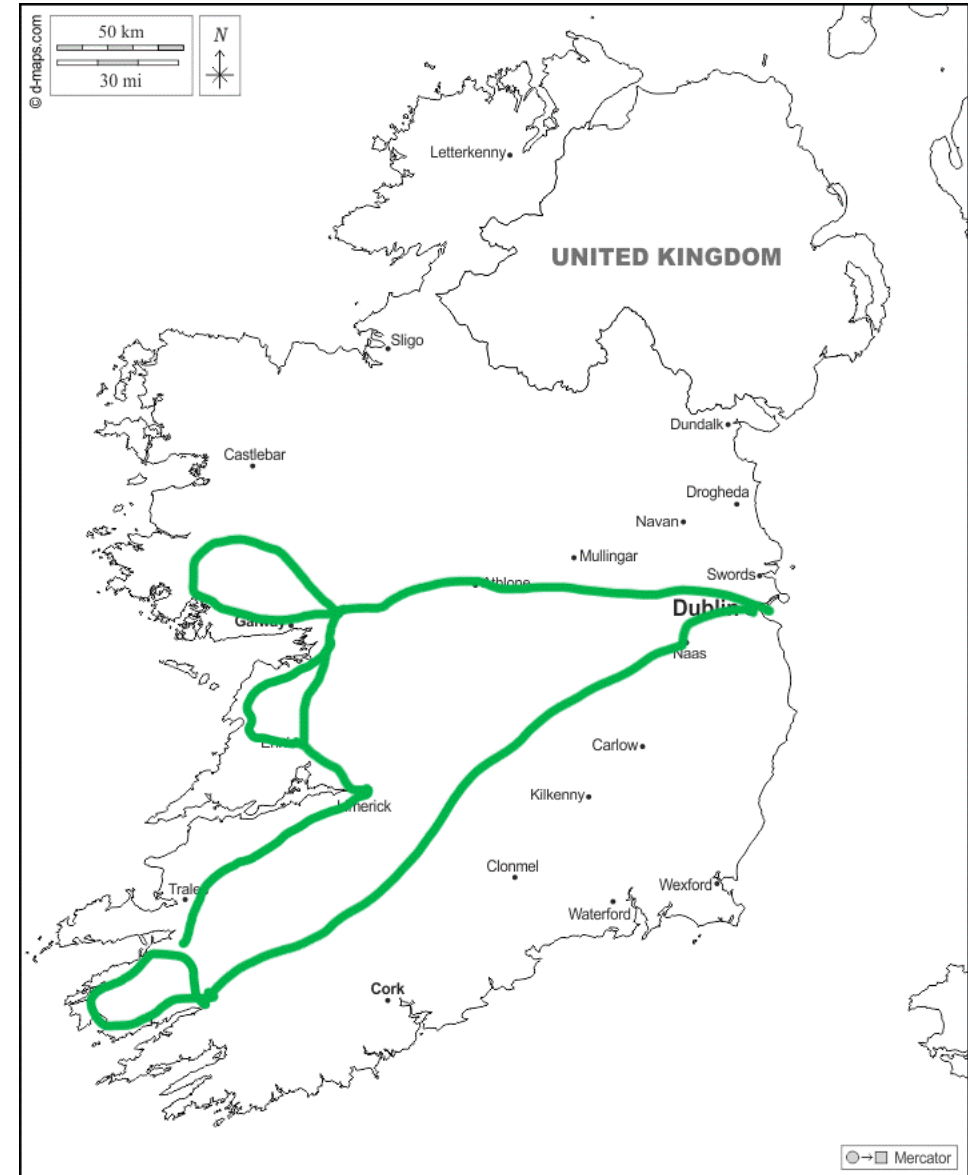 © d-maps.com
50 km
30 mi
N
Letterkenny
UNITED KINGDOM
Sligo
Dundalk
Castlebar
Drogheda
Navan
Mullingar
Swords
Athlone
Dublin
Galway
Naas
Carlow
Kilkenny
Limerick
Clonmel
Wexford
Tralee
Waterford
Cork
Mercator